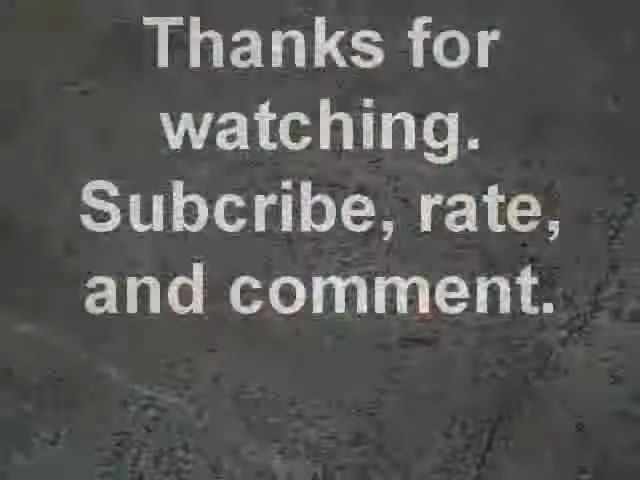 Thanks for
watching.
Subcribe, rate,
and comment.